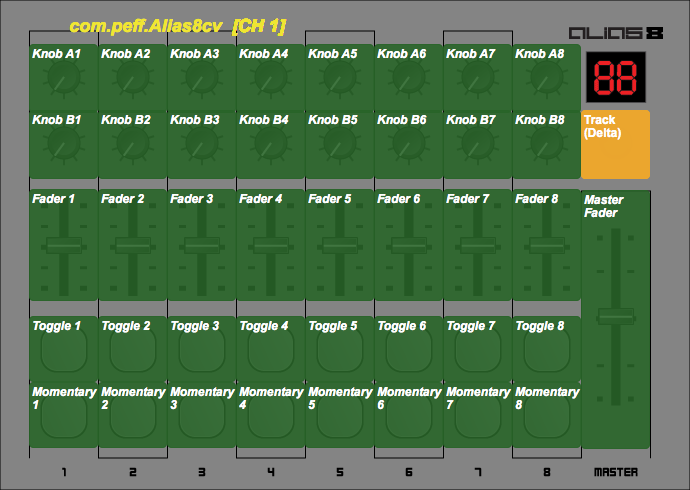 com.peff.Alias8cv [CH 1]
ALIAS 8
Knob A1 Knob A2 Knob A3 Knob A4 Knob A5 Knob A6 Knob A7 Knob A8
88
Knob B1 Knob B2 Knob B3 Knob B4 Knob B5 Knob B6 Knob B7 Knob B8
Track
(Delta)
Fader 1 Fader 2 Fader 3 Fader 4 Fader 5 Fader 6 Fader 7 Fader 8
Master
Fader
Toggle 1 Toggle 2 Toggle 3 Toggle 4 Toggle 5 Toggle 6 Toggle 7 Toggle 8
Momentary Momentary Momentary Momentary Momentary Momentary Momentary Momentary
1 2 3 4 5 6 7 8
1 2 3 4 5 6 7 8 MASTER